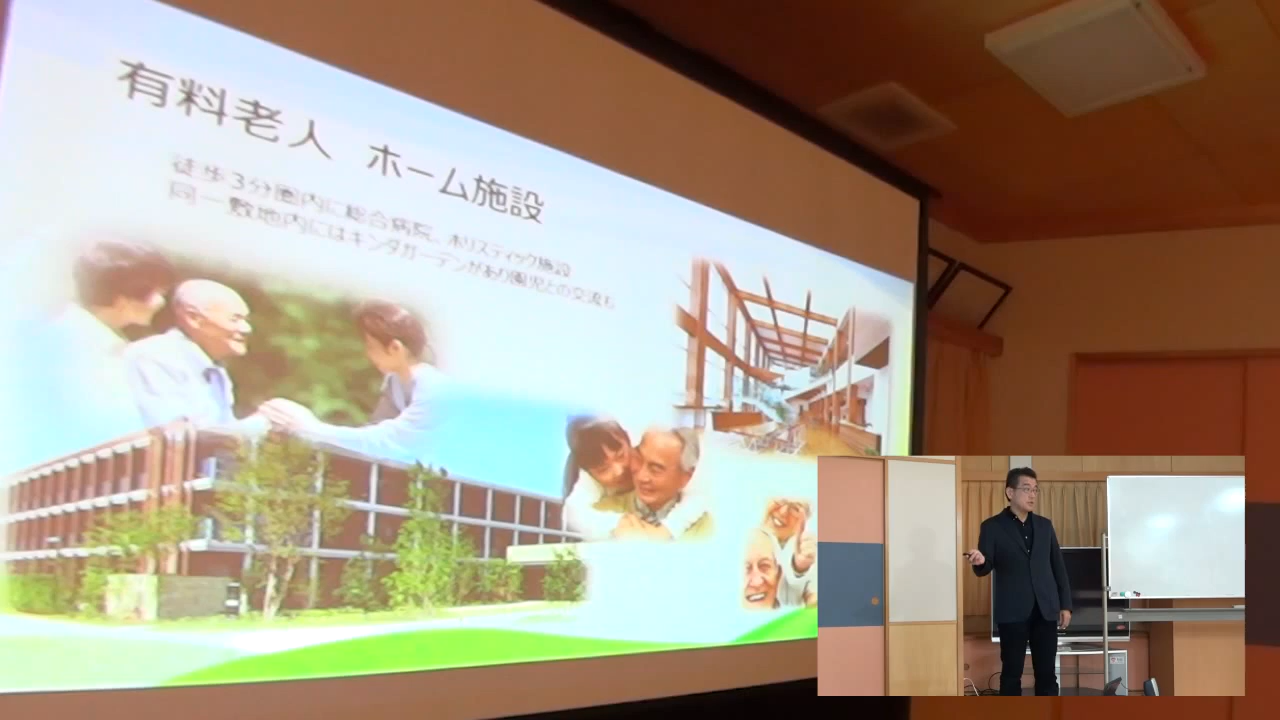 有料老人 ホーム施設
徒歩3分圏内に総合病院、ホリスティック施設
同一敷地内にはキンダガーデンがあり園児との交流も